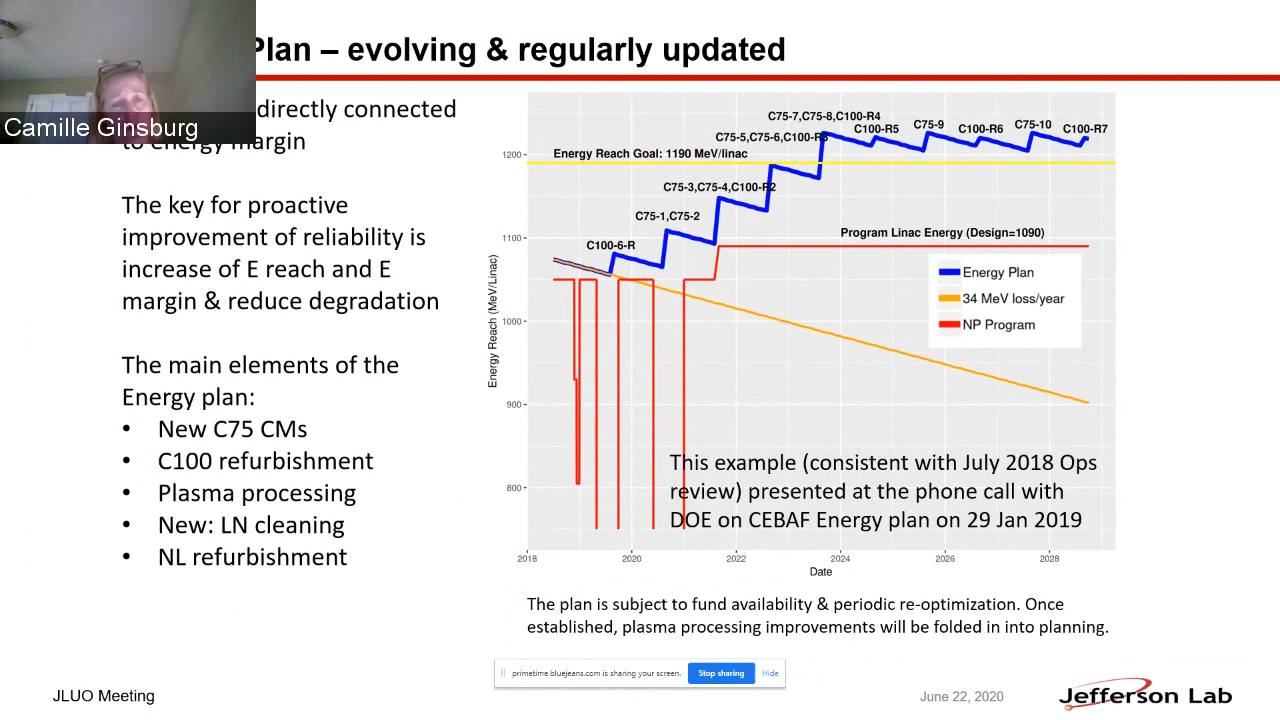 Plan – evolving & regularly updated
Camille Ginsburg
directly connected
to energy margin
The key for proactive
improvement of reliability is
increase of E reach and E
margin & reduce degradation
The main elements of the
Energy plan:
• New C75 CMs
• C100 refurbishment
• Plasma processing
• New: LN cleaning
• NL refurbishment
C75-7,C75-8,C100-R4
C75-5,C75-6,C100-R3
C100-R5
C75-9
C100-R6
C75-10
C100-R7
Energy Reach Goal: 1190 MeV/linac
C75-3,C75-4,C100-R2
C75-1,C75-2
C100-6-R
Program Linac Energy (Design=1090)
Energy Plan
34 MeV loss/year
NP Program
Energy Reach (MeV/Linac)
1200
1100
1000
900
800
This example (consistent with July 2018 Ops
review) presented at the phone call with
DOE on CEBAF Energy plan on 29 Jan 2019
2018 2020 2022 2024 2026 2028
Date
The plan is subject to fund availability & periodic re-optimization. Once
established, plasma processing improvements will be folded in into planning.
primetime.bluejeans.com is sharing your screen. Stop sharing Hide
JLUO Meeting
June 22, 2020
Jefferson Lab